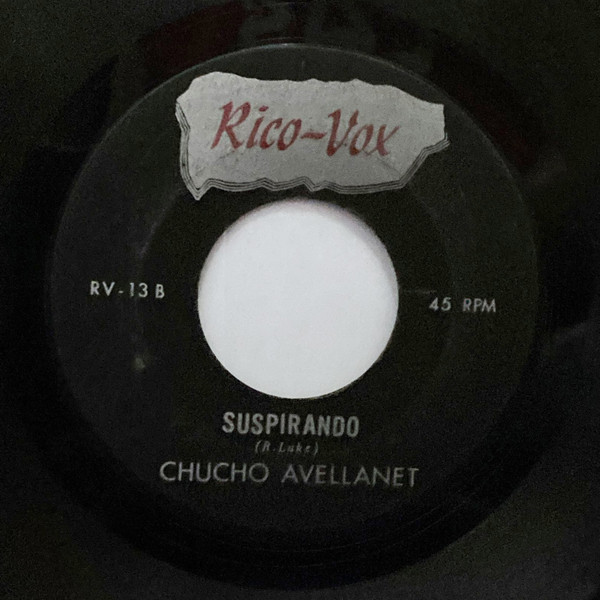 Rico-Vox
RV-13 B
45 RPM
SUSPIRANDO
(R. Luke)
CHUCHO AVELLANET